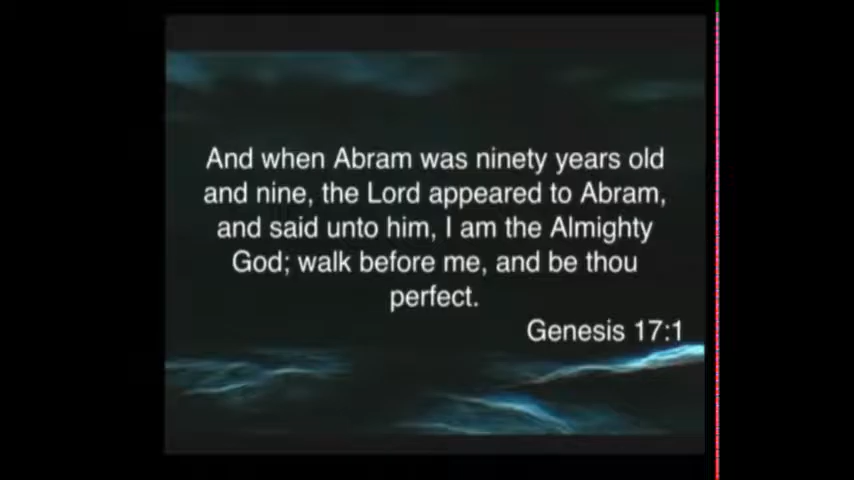 And when Abram was ninety years old
and nine, the Lord appeared to Abram,
and said unto him, I am the Almighty
God; walk before me, and be thou
perfect.
Genesis 17:1